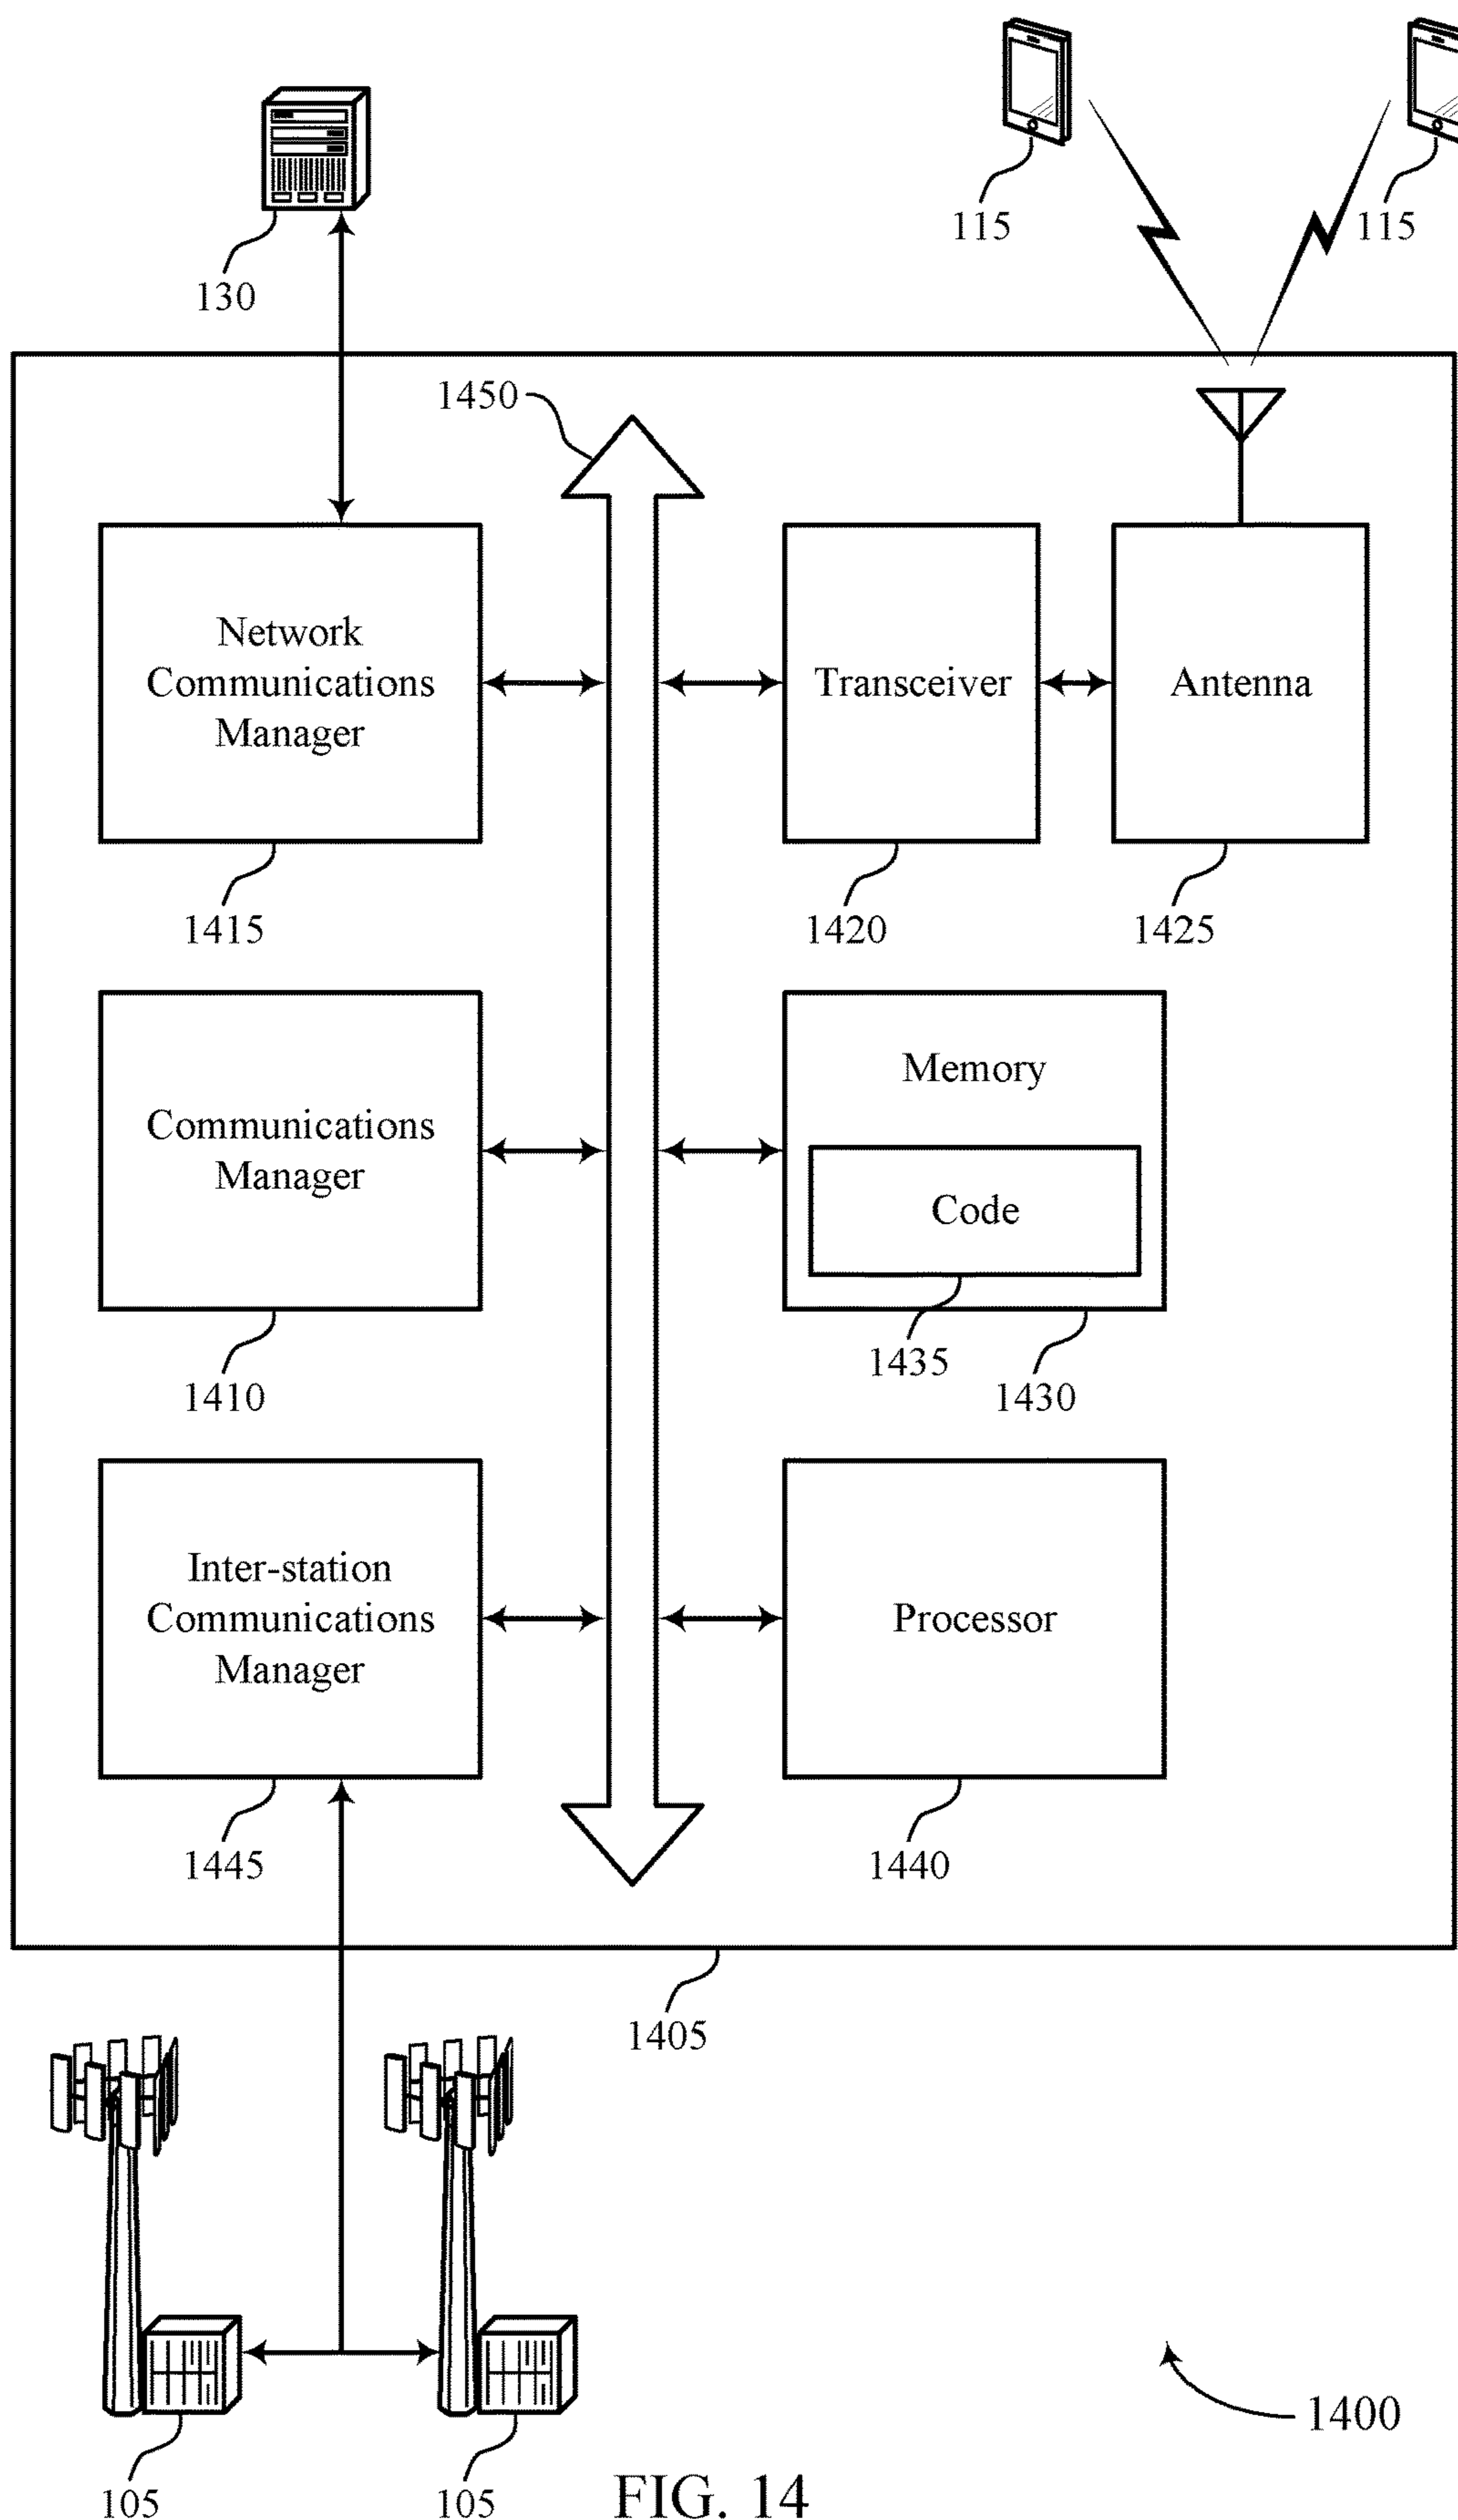 115
115
130
1450
Network
Communications
Manager
Transceiver
Antenna
1415
1420
1425
Communications
Manager
Memory
Code
1435
1410
1430
Inter-station
Communications
Manager
Processor
1445
1440
1405
1400
105
105
FIG. 14